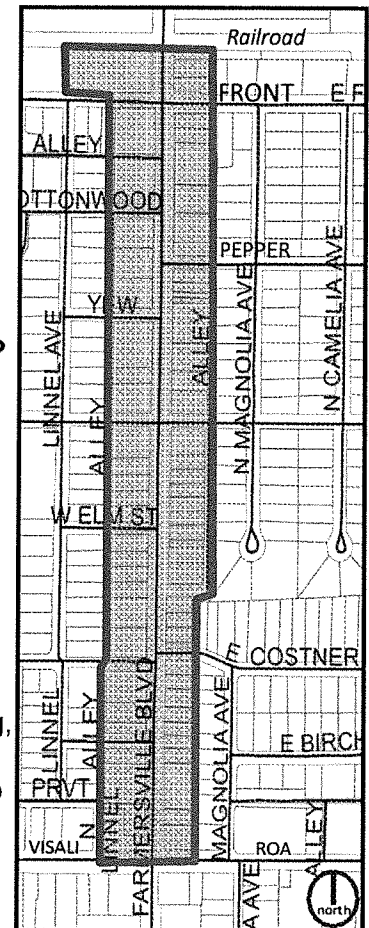 Railroad
FRONT E F
ALLEY
OTTONWOOD
PEPPER
YEW
LINNEL AVE
ALLEY
ALLEY
N MAGNOLIA AVE
N CAMELIA AVE
W ELM ST
E COSTNER
LINNEL
ALLEY
FARMERSVILLE BLVD
MAGNOLIA AVE
E BIRCH
PRVT
N LINNEL
VISALI
ROA
ALLEY
A AVE
north
g,